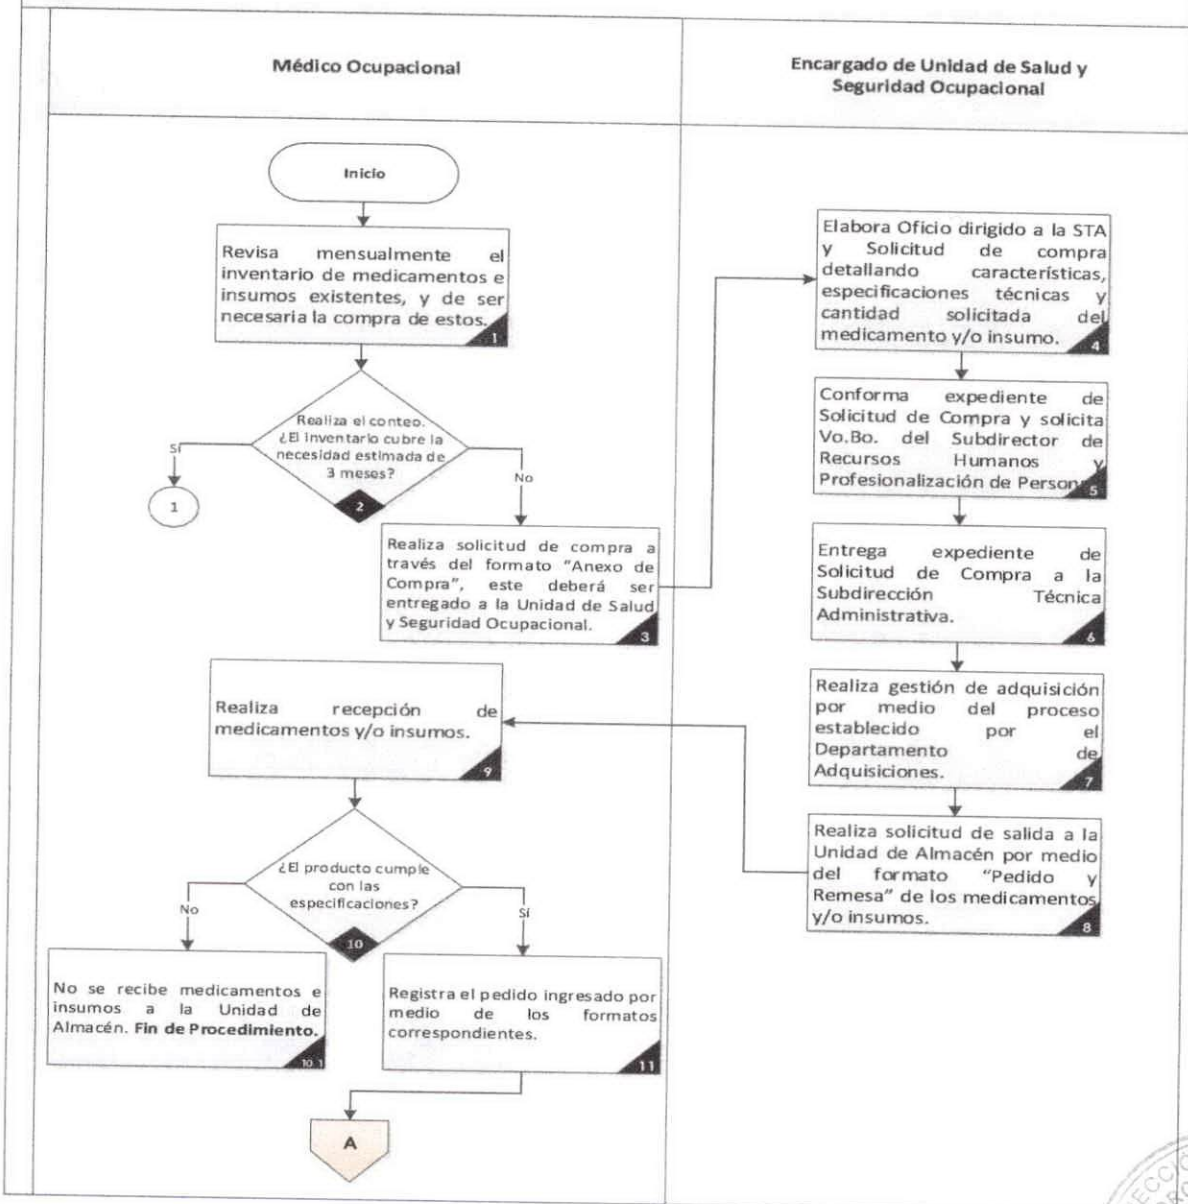 Médico Ocupacional
Encargado de Unidad de Salud y
Seguridad Ocupacional
Inicio
Revisa mensualmente el
inventario de medicamentos e
insumos existentes, y de ser
necesaria la compra de estos.
1
Realiza el conteo.
¿El inventario cubre la
necesidad estimada de
3 meses?
2
Sí
1
No
Realiza solicitud de compra a
través del formato "Anexo de
Compra", este deberá ser
entregado a la Unidad de Salud
y Seguridad Ocupacional.
3
Elabora Oficio dirigido a la STA
y Solicitud de compra
detallando características,
especificaciones técnicas y
cantidad solicitada del
medicamento y/o insumo.
4
Conforma expediente de
Solicitud de Compra y solicita
Vo.Bo. del Subdirector de
Recursos Humanos y
Profesionalización de Person
5
Entrega expediente de
Solicitud de Compra a la
Subdirección Técnica
Administrativa.
6
Realiza gestión de adquisición
por medio del proceso
establecido por el
Departamento de
Adquisiciones.
7
Realiza solicitud de salida a la
Unidad de Almacén por medio
del formato "Pedido y
Remesa" de los medicamentos
y/o insumos.
8
Realiza recepción de
medicamentos y/o insumos.
9
¿El producto cumple
con las
especificaciones?
10
No
Sí
No se recibe medicamentos e
insumos a la Unidad de
Almacén. Fin de Procedimiento.
10.1
Registra el pedido ingresado por
medio de los formatos
correspondientes.
11
A